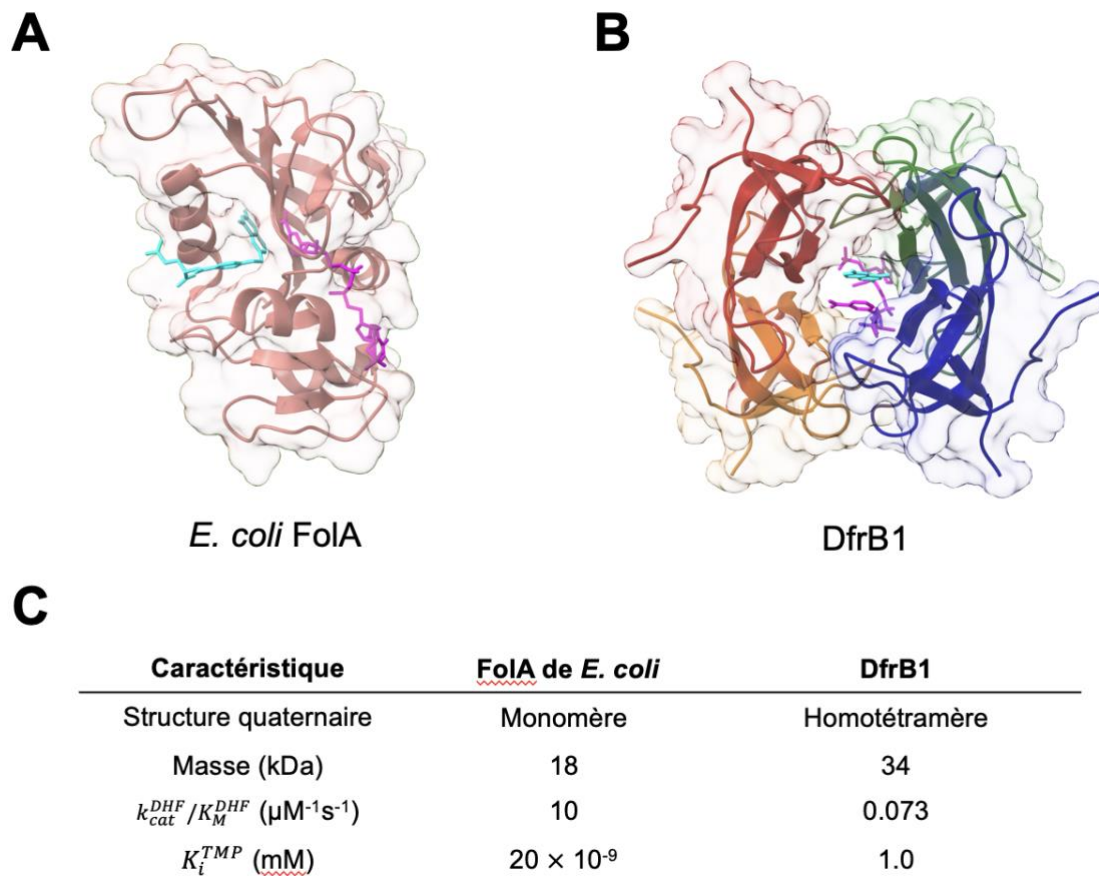 A
B
E. coli FolA
DfrB1
C
Caractéristique FolA de E. coli DfrB1
Structure quaternaire Monomère Homotétramère
Masse (kDa) 18 34
k_cat^DHF/K_M^DHF (µM⁻¹s⁻¹) 10 0.073
K_i^TMP (mM) 20 × 10⁻⁹ 1.0